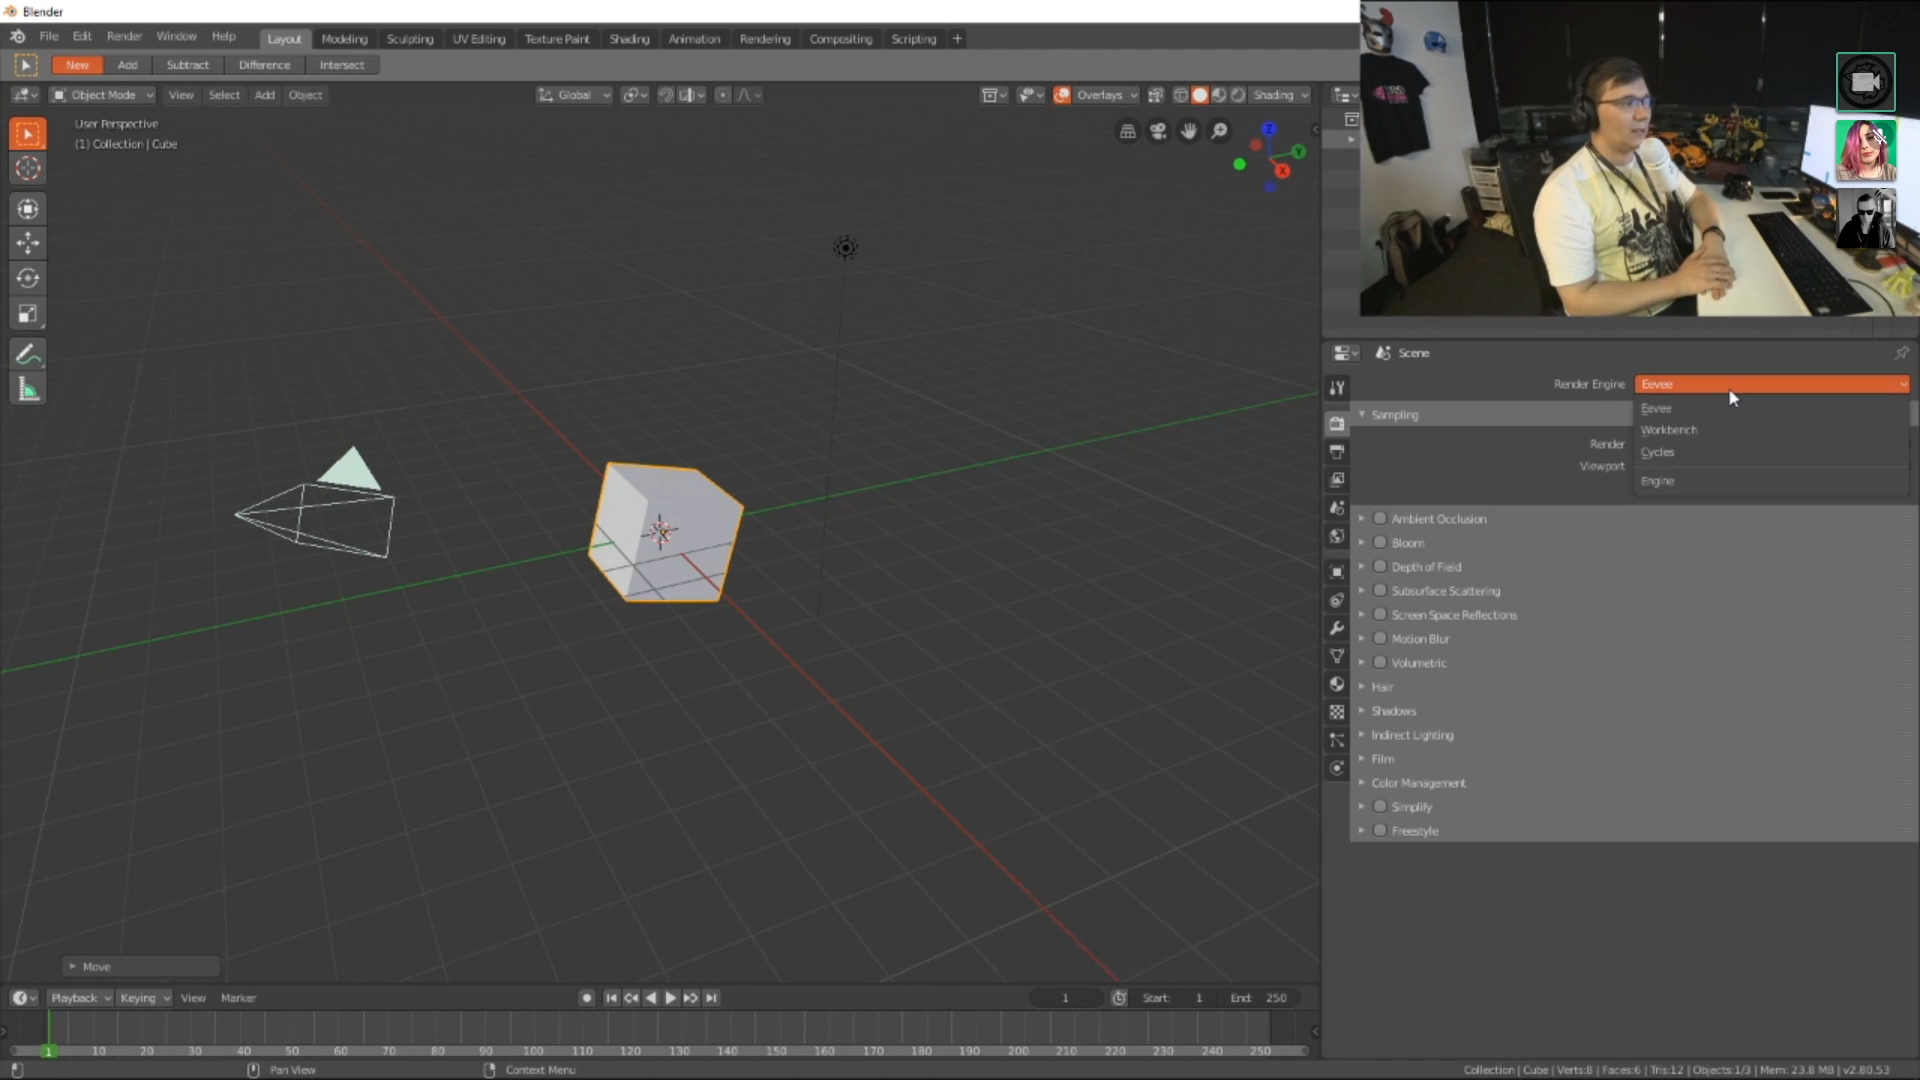 Blender
File Edit Render Window Help Layout Modeling Sculpting UV Editing Texture Paint Shading Animation Rendering Compositing Scripting +
New Add Subtract Difference Intersect
Object Mode View Select Add Object Global Overlays Shading
User Perspective
(1) Collection | Cube
Z
Y
X
Scene
Render Engine Eevee
Eevee
Workbench
Cycles
Engine
Sampling
Render
Viewport
Ambient Occlusion
Bloom
Depth of Field
Subsurface Scattering
Screen Space Reflections
Motion Blur
Volumetric
Hair
Shadows
Indirect Lighting
Film
Color Management
Simplify
Freestyle
Move
Playback Keying View Marker 1 Start: 1 End: 250
1 10 20 30 40 50 60 70 80 90 100 110 120 130 140 150 160 170 180 190 200 210 220 230 240 250
Pan View Context Menu Collection | Cube | Verts:8 | Faces:6 | Tris:12 | Objects:1/3 | Mem: 23.8 MB | v2.80.53